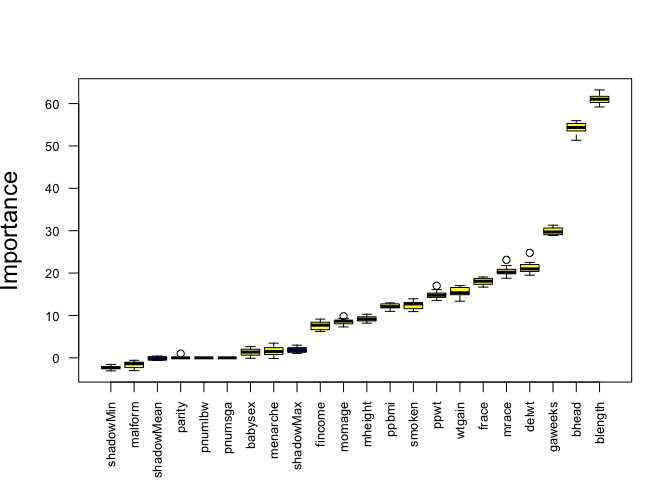 Importance
60
50
40
30
20
10
0
shadowMin
malform
shadowMean
parity
pnumlbw
pnumsga
babysex
menarche
shadowMax
fincome
momage
mheight
ppbmi
smoken
ppwt
wtgain
frace
mrace
delwt
gaweeks
bhead
blength